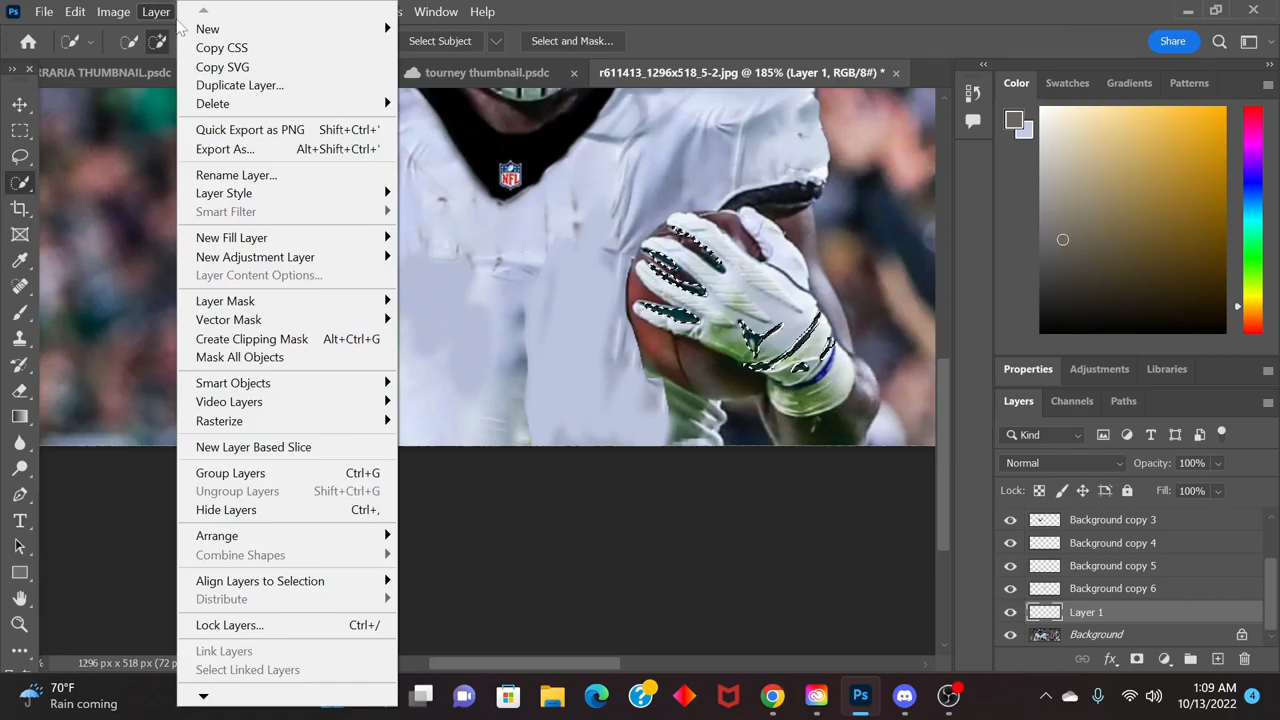 File Edit Image Layer Window Help
Select Subject Select and Mask... Share
RRARIA THUMBNAIL.psdc tourney thumbnail.psdc × r611413_1296x518_5-2.jpg @ 185% (Layer 1, RGB/8#) * ×
New
Copy CSS
Copy SVG
Duplicate Layer...
Delete
Quick Export as PNG Shift+Ctrl+'
Export As... Alt+Shift+Ctrl+'
Rename Layer...
Layer Style
Smart Filter
New Fill Layer
New Adjustment Layer
Layer Content Options...
Layer Mask
Vector Mask
Create Clipping Mask Alt+Ctrl+G
Mask All Objects
Smart Objects
Video Layers
Rasterize
New Layer Based Slice
Group Layers Ctrl+G
Ungroup Layers Shift+Ctrl+G
Hide Layers Ctrl+,
Arrange
Combine Shapes
Align Layers to Selection
Distribute
Lock Layers... Ctrl+/
Link Layers
Select Linked Layers
NFL
Color Swatches Gradients Patterns
Properties Adjustments Libraries
Layers Channels Paths
Kind
Normal Opacity: 100%
Lock: Fill: 100%
Background copy 3
Background copy 4
Background copy 5
Background copy 6
Layer 1
Background
1296 px x 518 px (72 p
70°F
Rain coming
1:09 AM
10/13/2022
4